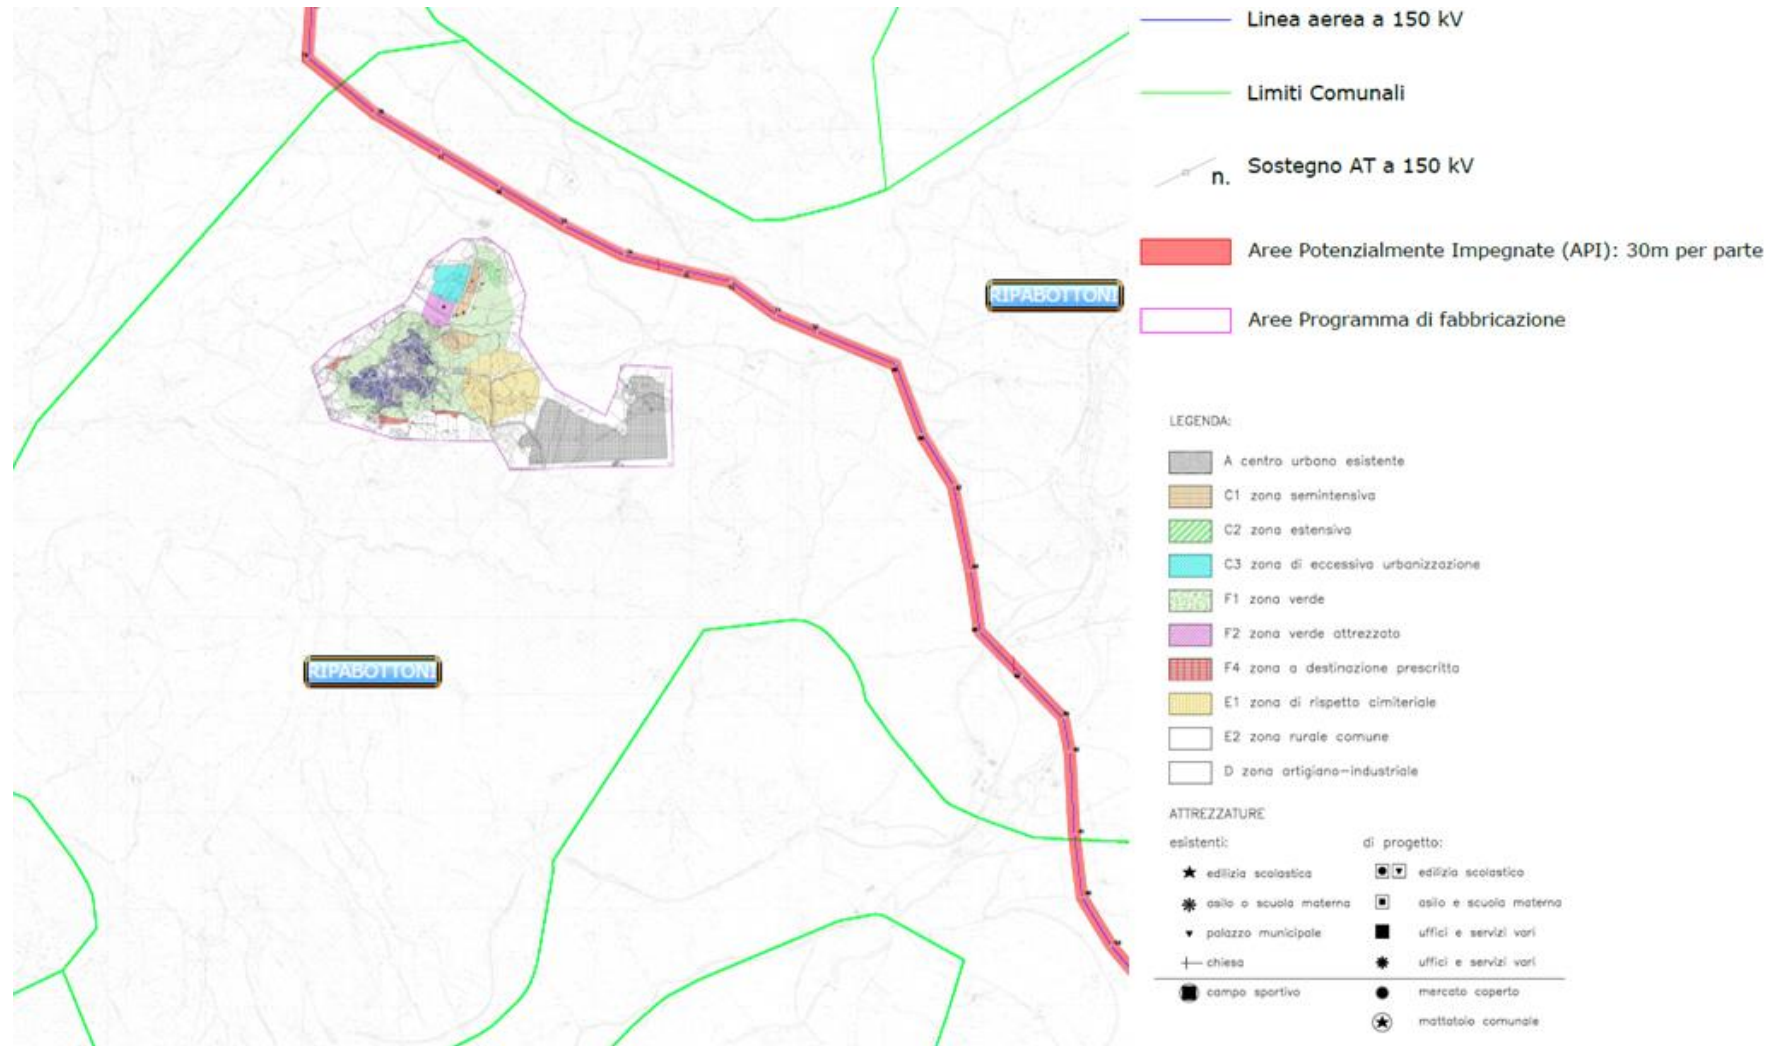 Linea aerea a 150 kV
Limiti Comunali
n. Sostegno AT a 150 kV
Aree Potenzialmente Impegnate (API): 30m per parte
RIPABOTTONI
Aree Programma di fabbricazione
LEGENDA:
A centro urbano esistente
C1 zona semintensiva
C2 zona estensiva
C3 zona di eccessiva urbanizzazione
F1 zona verde
F2 zona verde attrezzato
F4 zona a destinazione prescritta
RIPABOTTONI
E1 zona di rispetto cimiteriale
E2 zona rurale comune
D zona artigiano-industriale
ATTREZZATURE
esistenti: di progetto:
edilizia scolastica edilizia scolastica
asilo o scuola materna asilo e scuola materna
palazzo municipale uffici e servizi vari
chiesa uffici e servizi vari
campo sportivo mercato coperto
mattatoio comunale